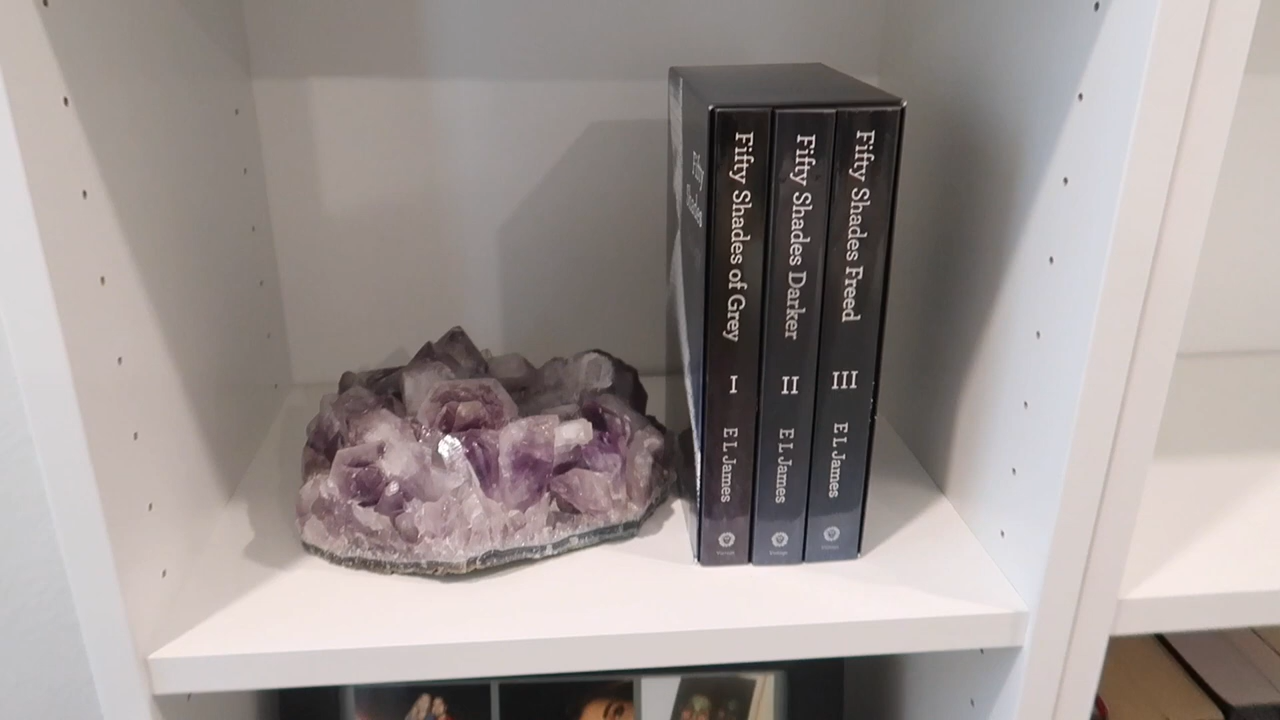 Fifty
Shades
Fifty Shades of Grey
I
E L James
Fifty Shades Darker
II
E L James
Fifty Shades Freed
III
E L James